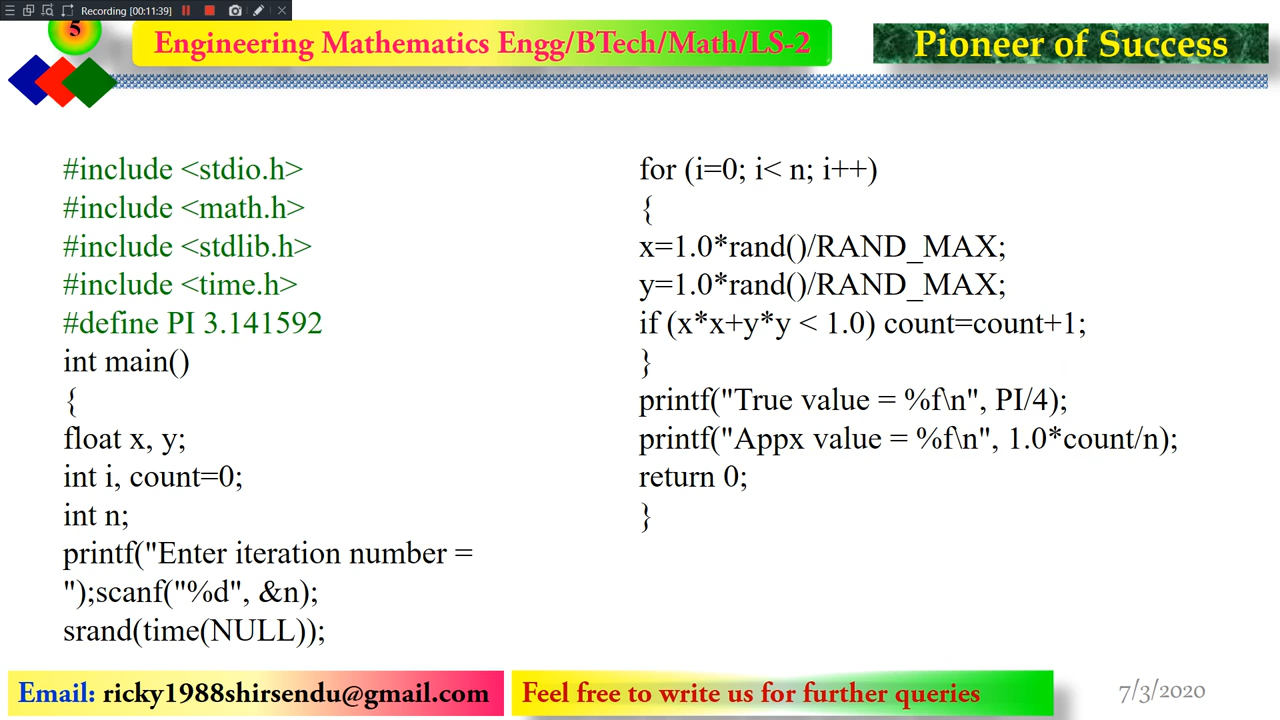 Recording [00:11:39]
5
Engineering Mathematics Engg/BTech/Math/LS-2
Pioneer of Success
#include <stdio.h>
#include <math.h>
#include <stdlib.h>
#include <time.h>
#define PI 3.141592
int main()
{
float x, y;
int i, count=0;
int n;
printf("Enter iteration number =
");scanf("%d", &n);
srand(time(NULL));
for (i=0; i< n; i++)
{
x=1.0*rand()/RAND_MAX;
y=1.0*rand()/RAND_MAX;
if (x*x+y*y < 1.0) count=count+1;
}
printf("True value = %f\n", PI/4);
printf("Appx value = %f\n", 1.0*count/n);
return 0;
}
Email: ricky1988shirsendu@gmail.com
Feel free to write us for further queries
7/3/2020